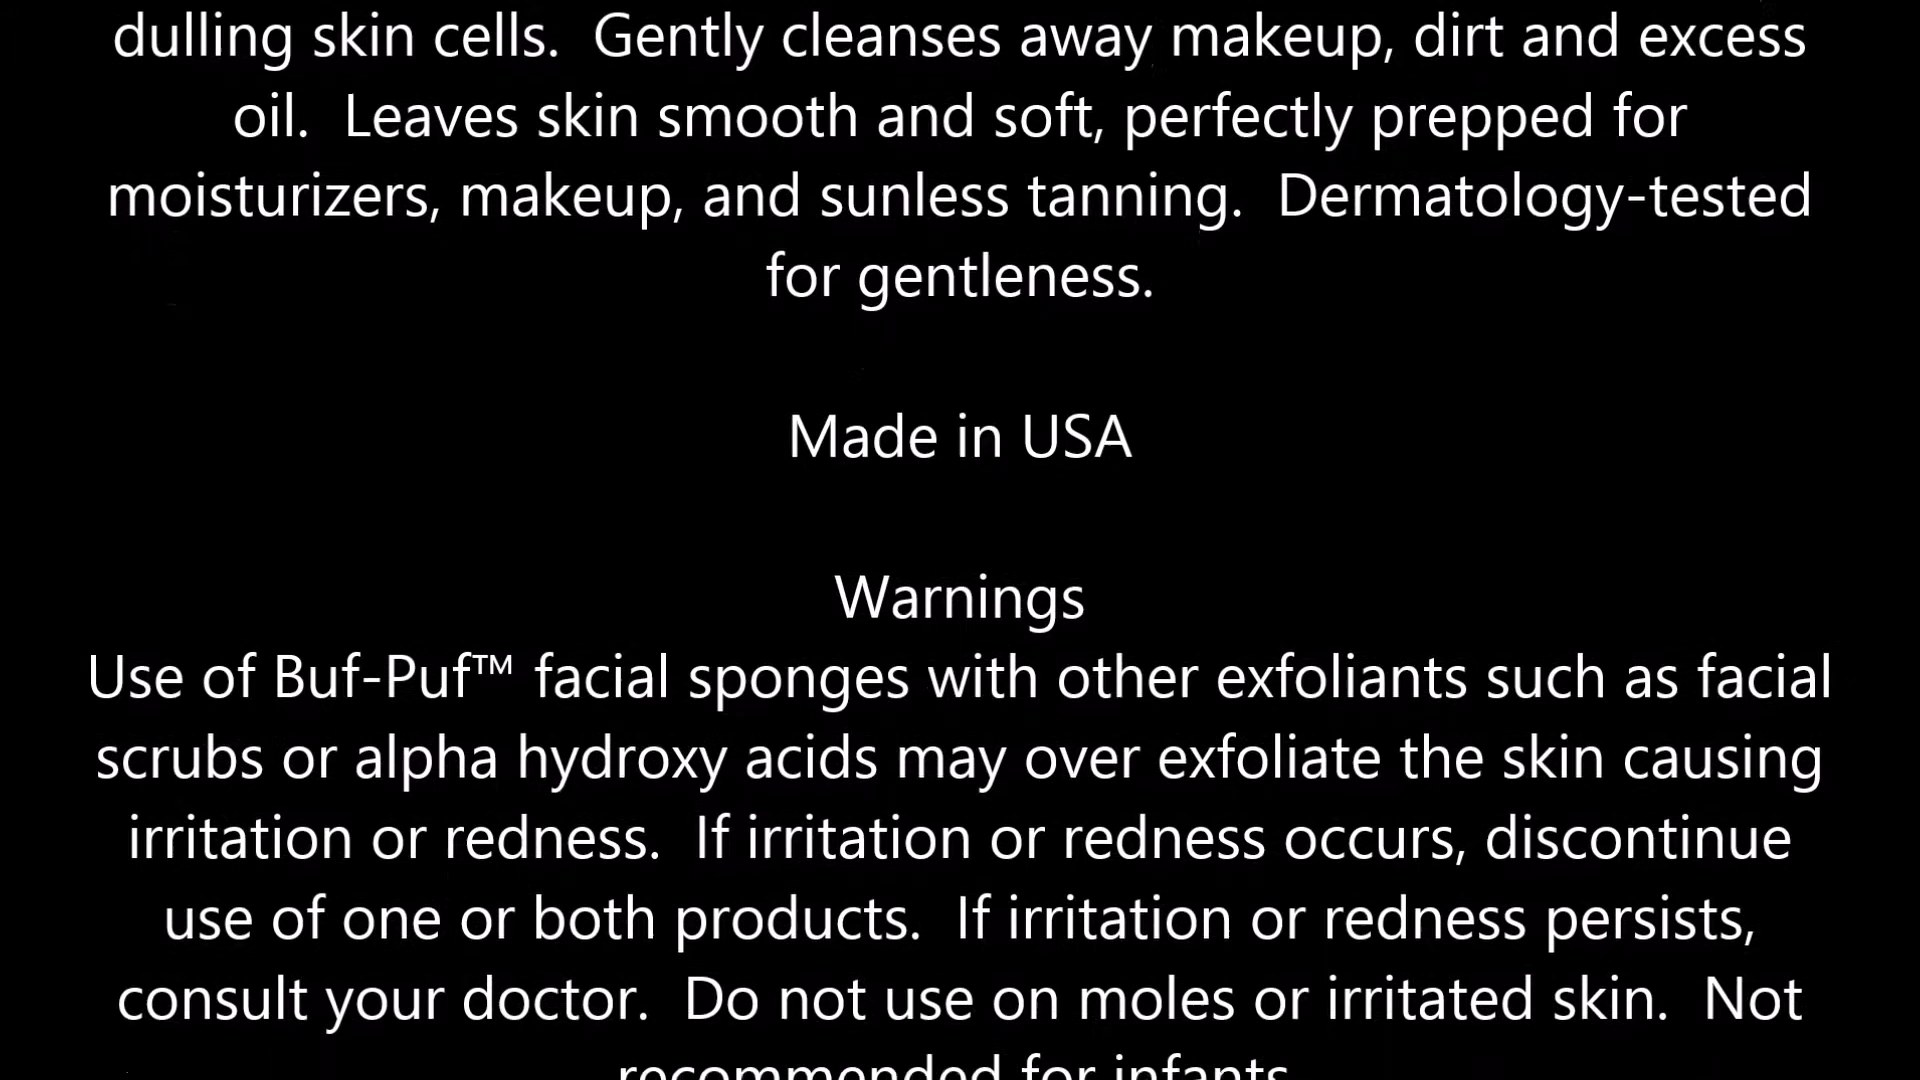 dulling skin cells.  Gently cleanses away makeup, dirt and excess
oil.  Leaves skin smooth and soft, perfectly prepped for
moisturizers, makeup, and sunless tanning.  Dermatology-tested
for gentleness.
Made in USA
Warnings
Use of Buf-Puf™ facial sponges with other exfoliants such as facial
scrubs or alpha hydroxy acids may over exfoliate the skin causing
irritation or redness.  If irritation or redness occurs, discontinue
use of one or both products.  If irritation or redness persists,
consult your doctor.  Do not use on moles or irritated skin.  Not
recommended for infants